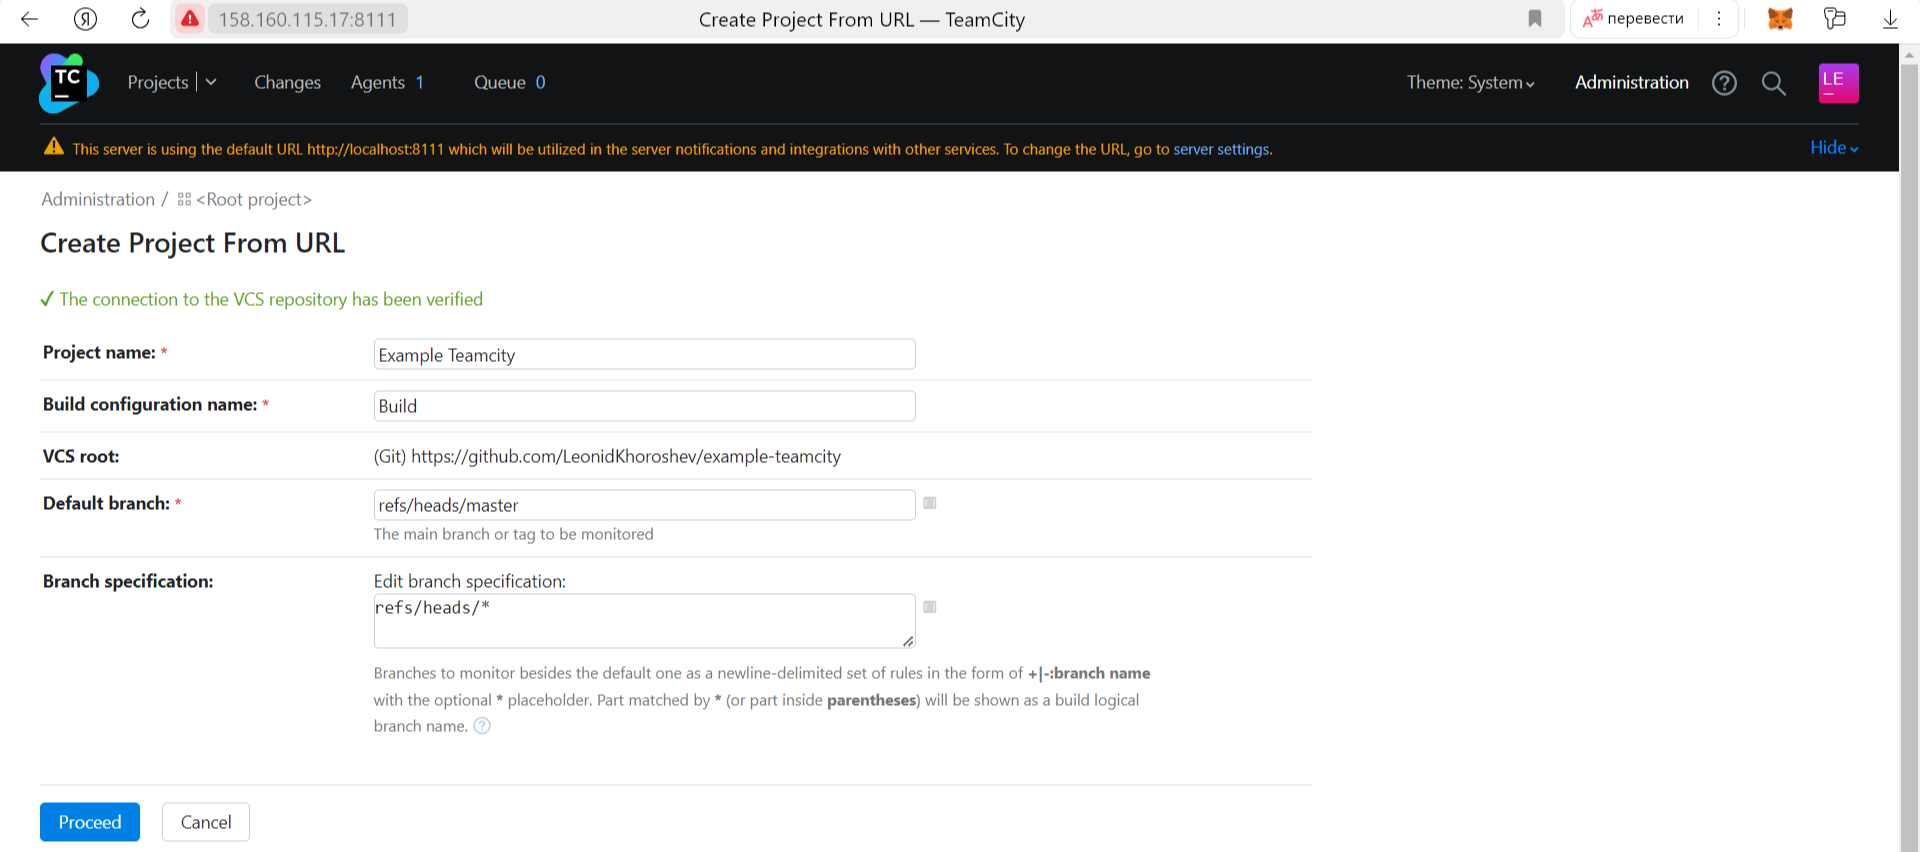 Я 158.160.115.17:8111 Create Project From URL — TeamCity перевести
TC Projects Changes Agents 1 Queue 0 Theme: System Administration LE
This server is using the default URL http://localhost:8111 which will be utilized in the server notifications and integrations with other services. To change the URL, go to server settings. Hide
Administration / <Root project>
Create Project From URL
✓ The connection to the VCS repository has been verified
Project name: * Example Teamcity
Build configuration name: * Build
VCS root: (Git) https://github.com/LeonidKhoroshev/example-teamcity
Default branch: * refs/heads/master
The main branch or tag to be monitored
Branch specification: Edit branch specification:
refs/heads/*
Branches to monitor besides the default one as a newline-delimited set of rules in the form of +|-:branch name
with the optional * placeholder. Part matched by * (or part inside parentheses) will be shown as a build logical
branch name. ?
Proceed Cancel